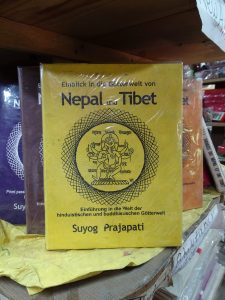 Einblick in die Götterwelt von
Nepal und Tibet
Einführung in die Welt der
hinduistischen und buddhistischen Götterwelt
Suyog Prajapati
Suy